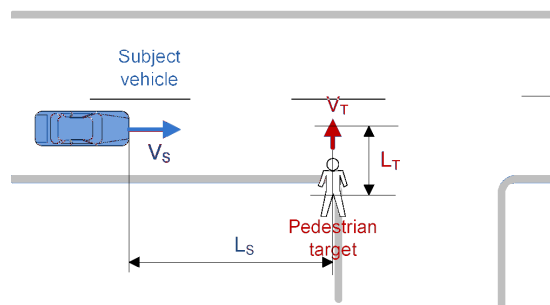 Subject
vehicle
VS
VT
LT
Pedestrian
target
LS